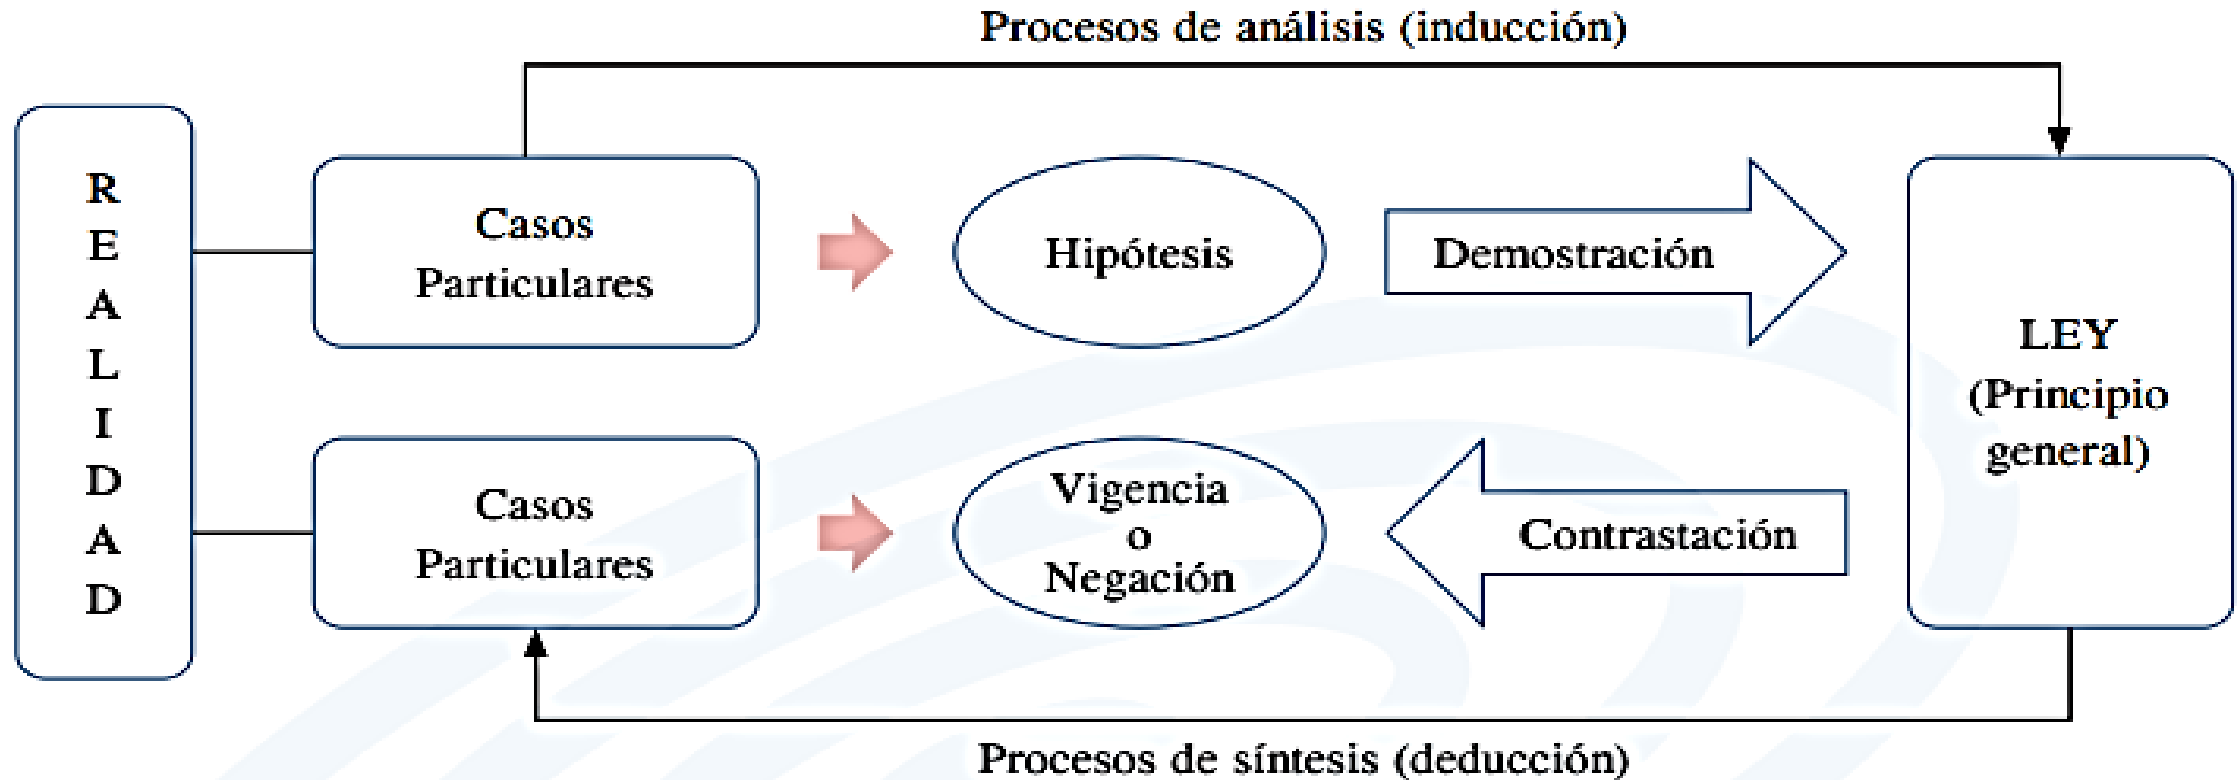 Procesos de análisis (inducción)
REALIDAD
Casos
Particulares
Hipótesis
Demostración
LEY
(Principio
general)
Casos
Particulares
Vigencia
o
Negación
Contrastación
Procesos de síntesis (deducción)